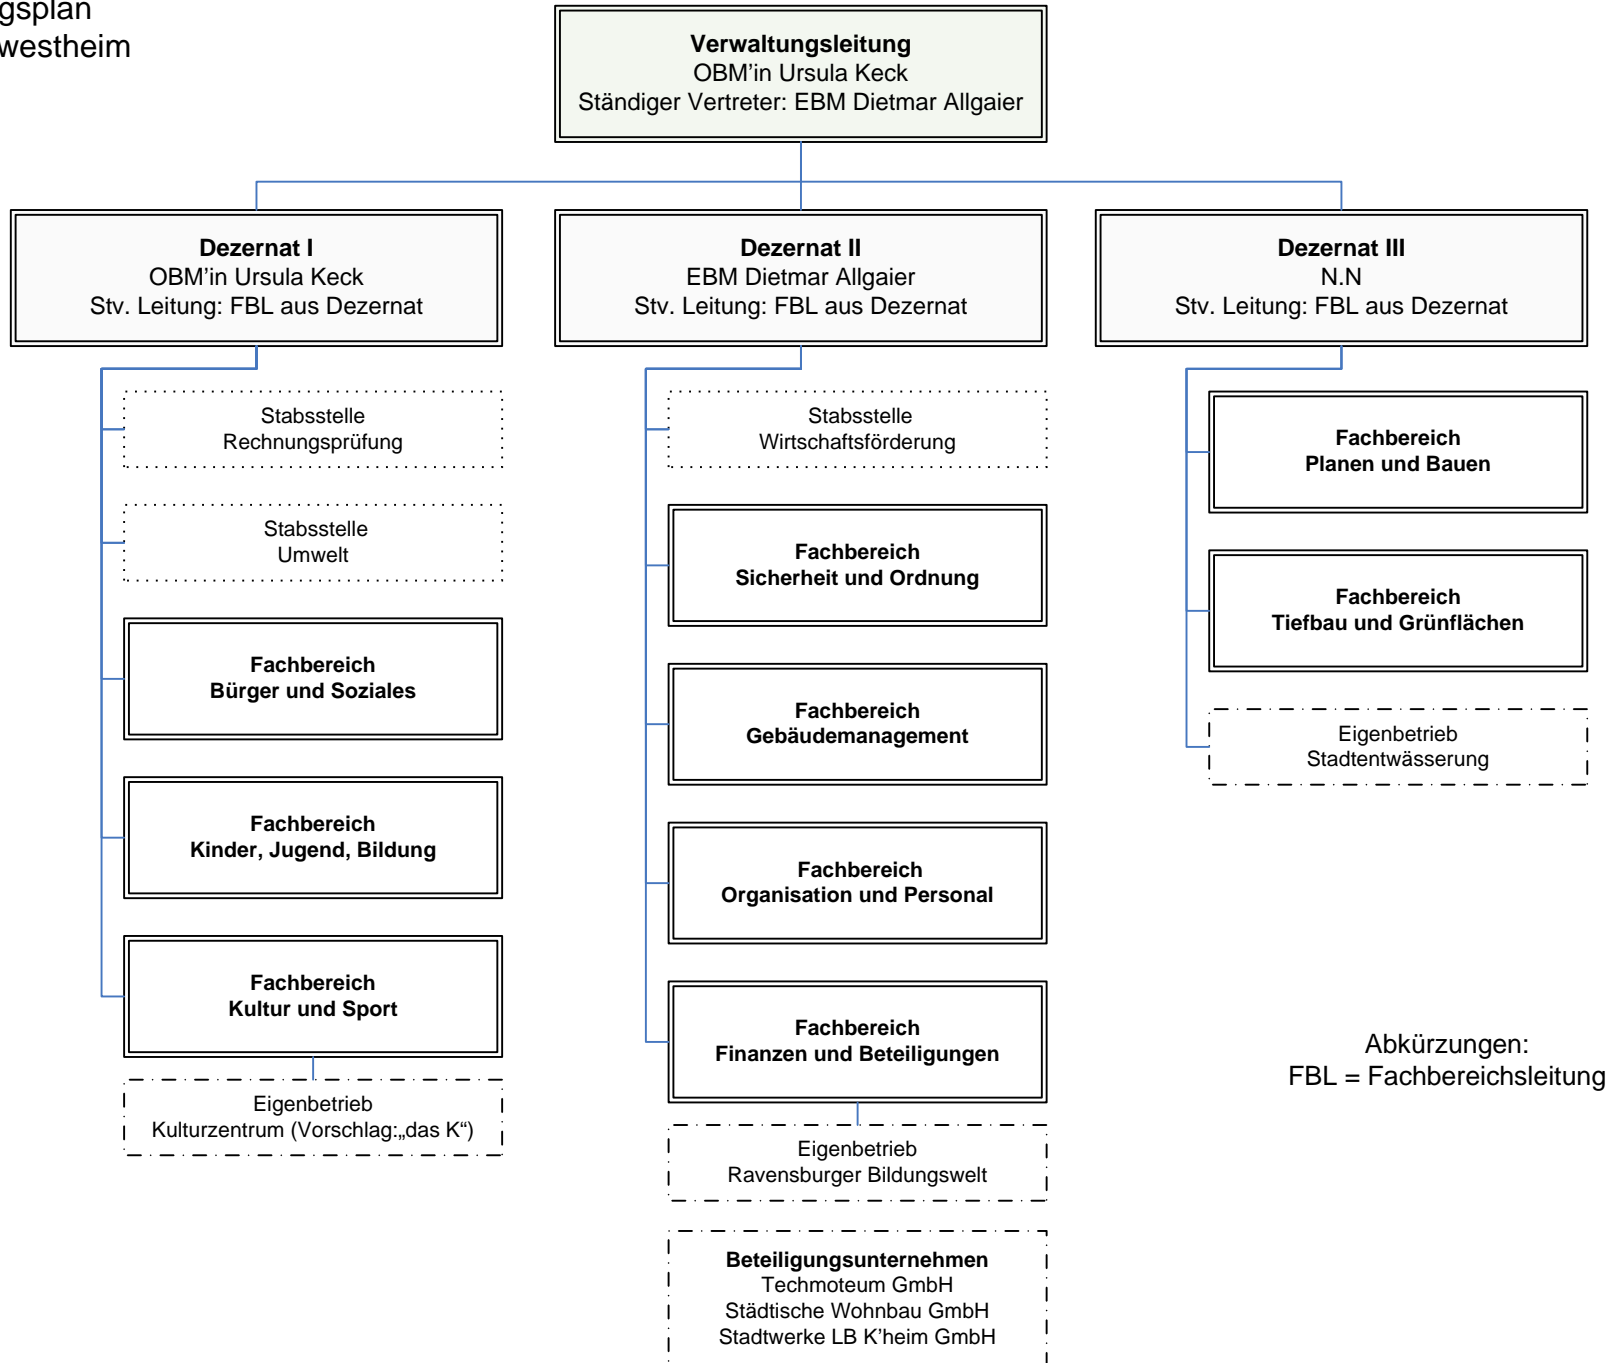 gsplan
westheim
Verwaltungsleitung
OBM'in Ursula Keck
Ständiger Vertreter: EBM Dietmar Allgaier
Dezernat I
OBM'in Ursula Keck
Stv. Leitung: FBL aus Dezernat
Dezernat II
EBM Dietmar Allgaier
Stv. Leitung: FBL aus Dezernat
Dezernat III
N.N
Stv. Leitung: FBL aus Dezernat
Stabsstelle
Rechnungsprüfung
Stabsstelle
Umwelt
Fachbereich
Bürger und Soziales
Fachbereich
Kinder, Jugend, Bildung
Fachbereich
Kultur und Sport
Eigenbetrieb
Kulturzentrum (Vorschlag:„das K“)
Stabsstelle
Wirtschaftsförderung
Fachbereich
Sicherheit und Ordnung
Fachbereich
Gebäudemanagement
Fachbereich
Organisation und Personal
Fachbereich
Finanzen und Beteiligungen
Eigenbetrieb
Ravensburger Bildungswelt
Beteiligungsunternehmen
Techmoteum GmbH
Städtische Wohnbau GmbH
Stadtwerke LB K'heim GmbH
Fachbereich
Planen und Bauen
Fachbereich
Tiefbau und Grünflächen
Eigenbetrieb
Stadtentwässerung
Abkürzungen:
FBL = Fachbereichsleitung